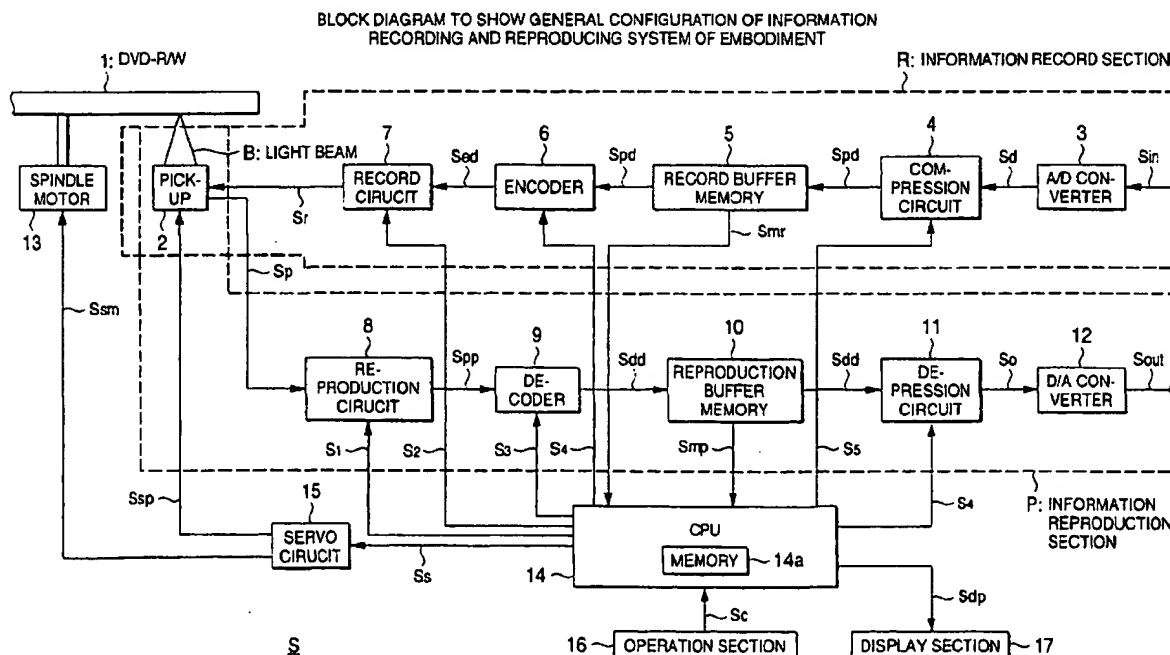 BLOCK DIAGRAM TO SHOW GENERAL CONFIGURATION OF INFORMATION
RECORDING AND REPRODUCING SYSTEM OF EMBODIMENT
1: DVD-R/W
R: INFORMATION RECORD SECTION
B: LIGHT BEAM
SPINDLE
MOTOR
13
PICK-
UP
2
Sr
7
RECORD
CIRUCIT
Sed
6
ENCODER
Spd
5
RECORD BUFFER
MEMORY
Smr
Spd
4
COM-
PRESSION
CIRCUIT
Sd
3
A/D CON-
VERTER
Sin
Sp
Ssm
8
RE-
PRODUCTION
CIRUCIT
Spp
9
DE-
CODER
Sdd
10
REPRODUCTION
BUFFER
MEMORY
Sdd
11
DE-
PRESSION
CIRCUIT
So
12
D/A CON-
VERTER
Sout
S1
S2
S3
S4
Smp
S5
S4
P: INFORMATION
REPRODUCTION
SECTION
Ssp
15
SERVO
CIRUCIT
Ss
CPU
MEMORY
14a
14
Sc
Sdp
S
16
OPERATION SECTION
DISPLAY SECTION
17